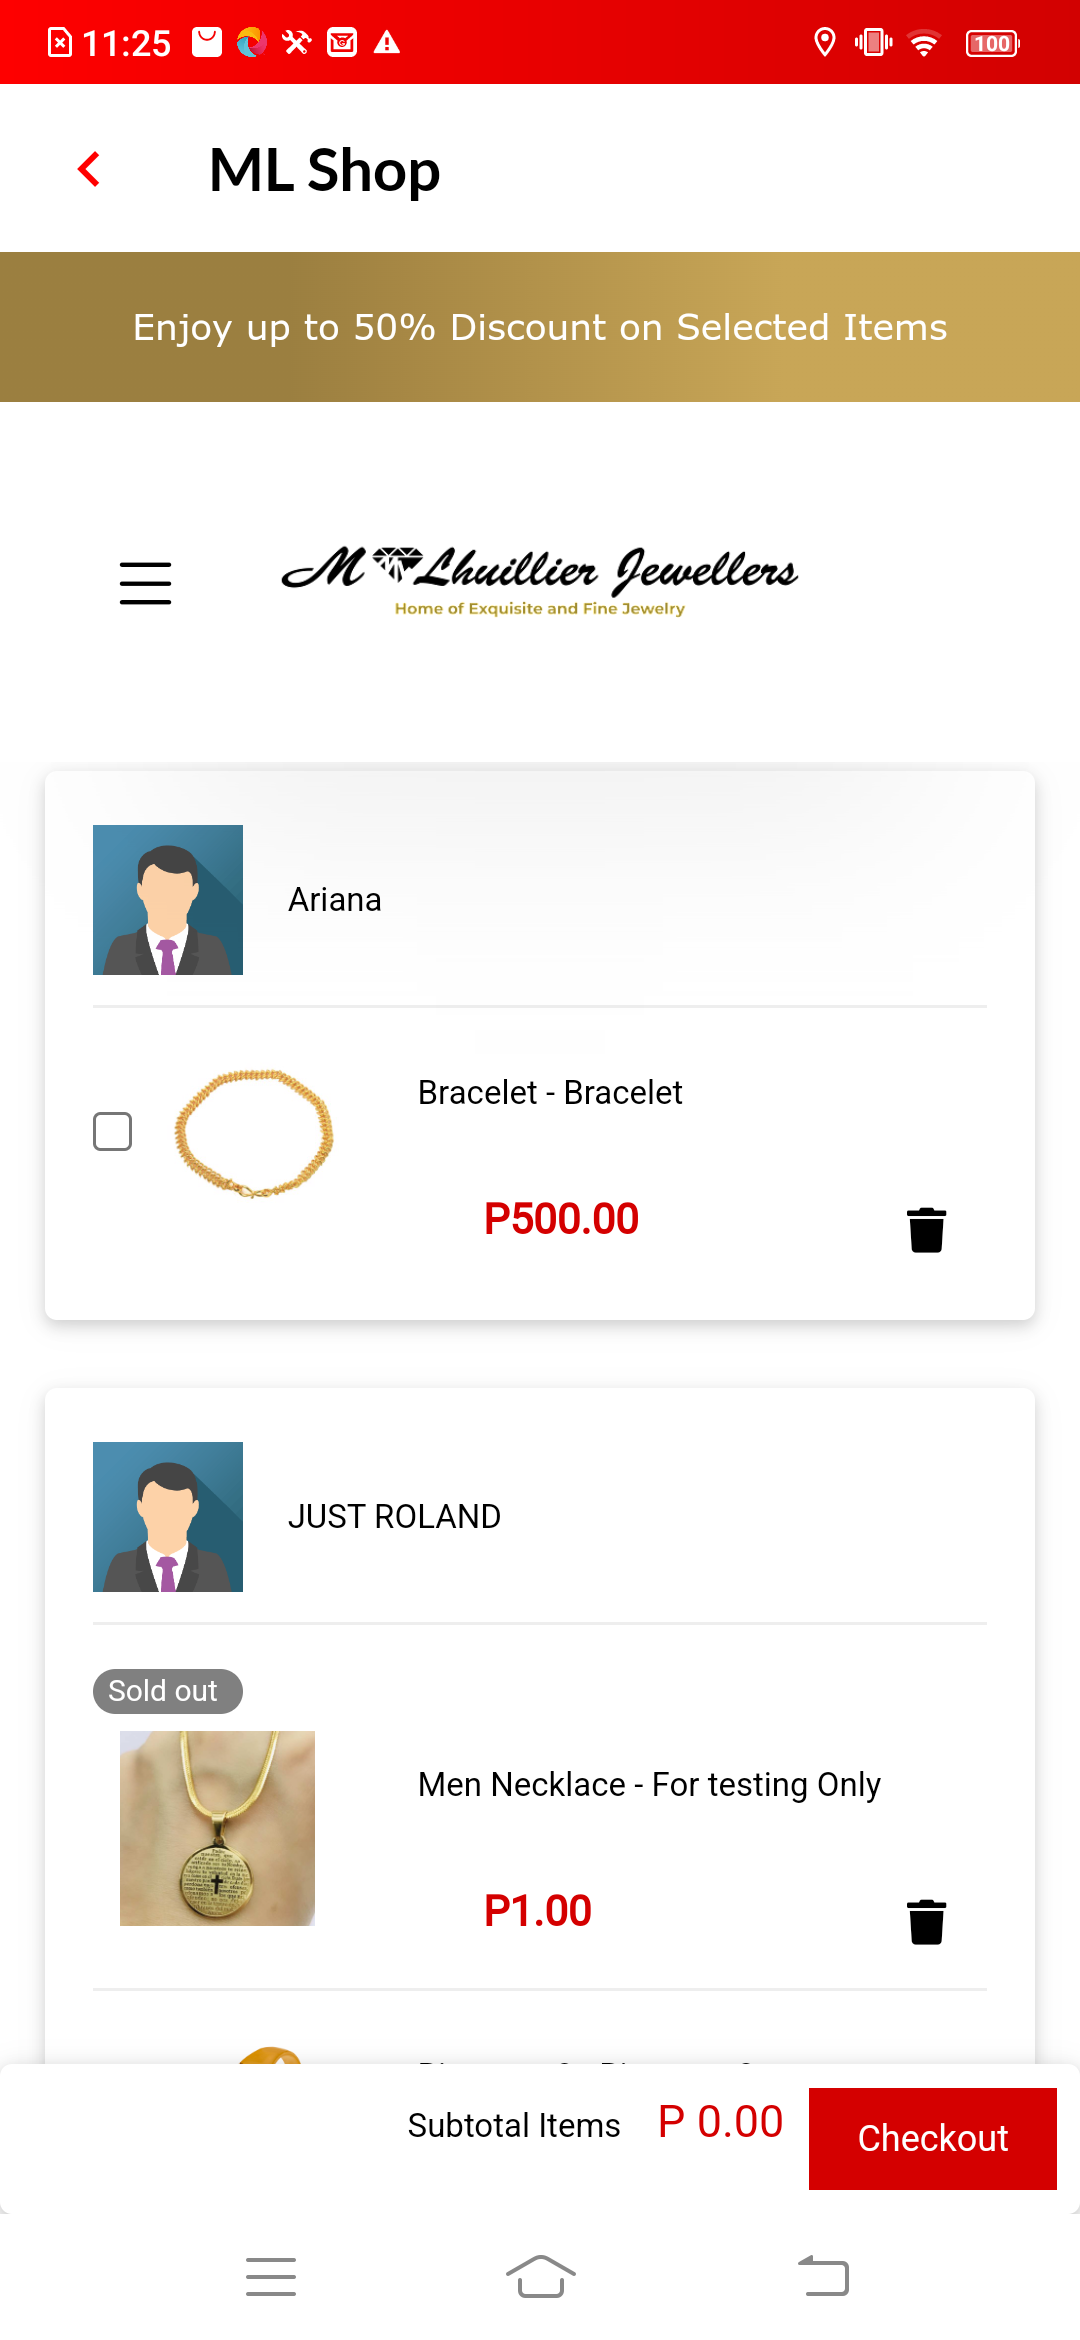 11:25
100
ML Shop
Enjoy up to 50% Discount on Selected Items
M Lhuillier Jewellers
Home of Exquisite and Fine Jewelry
Ariana
Bracelet - Bracelet
P500.00
JUST ROLAND
Sold out
Men Necklace - For testing Only
P1.00
Subtotal Items P 0.00
Checkout